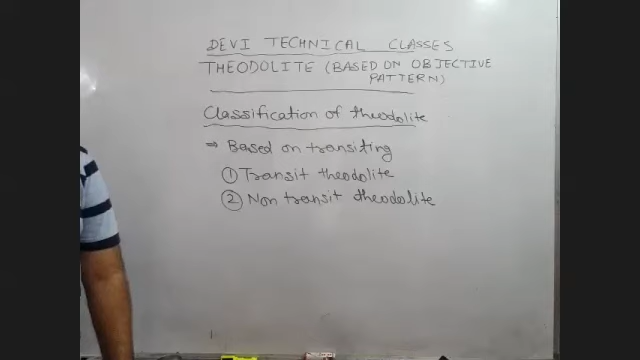 DEVI TECHNICAL CLASSES
THEODOLITE (BASED ON OBJECTIVE
PATTERN)
Classification of theodolite
⇒ Based on transiting
① Transit theodolite
② Non transit theodolite